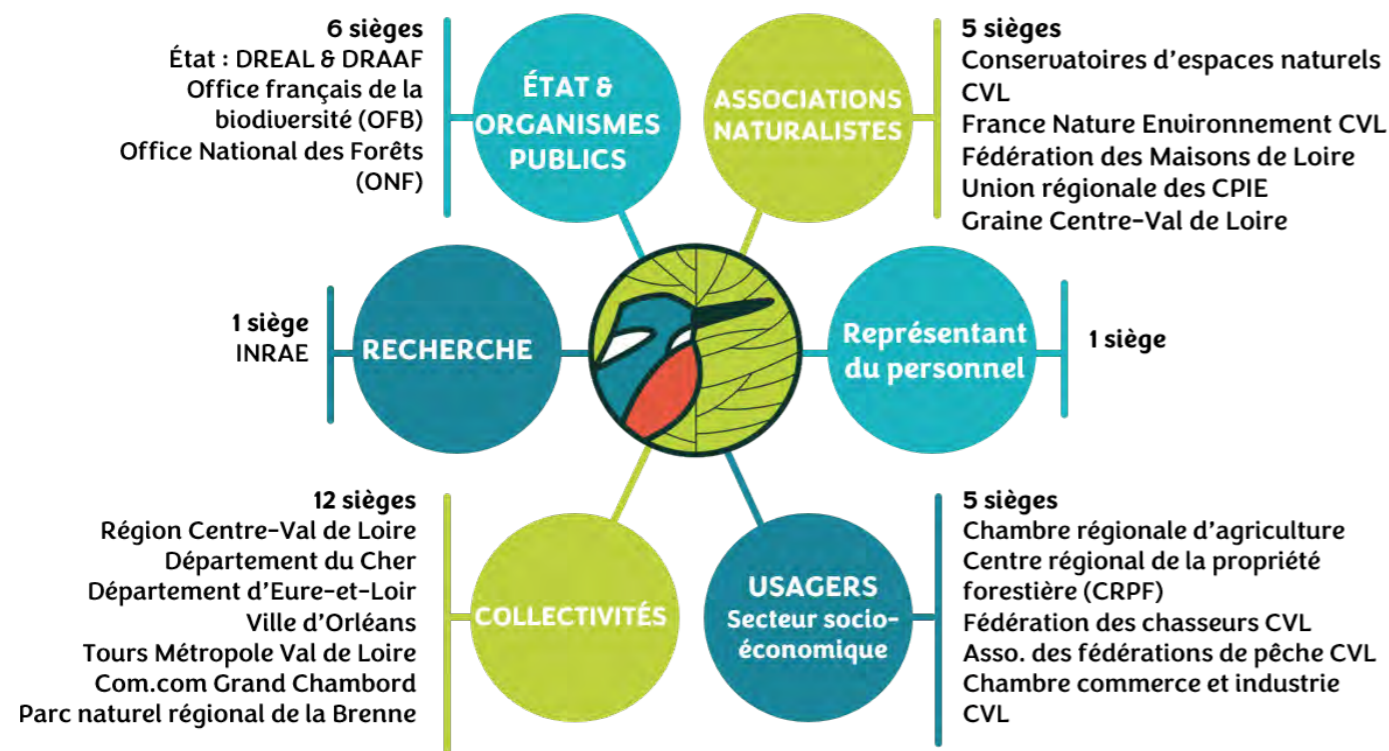 6 sièges
État : DREAL & DRAAF
Office français de la
biodiversité (OFB)
Office National des Forêts
(ONF)
ÉTAT &
ORGANISMES
PUBLICS
ASSOCIATIONS
NATURALISTES
5 sièges
Conservatoires d'espaces naturels
CVL
France Nature Environnement CVL
Fédération des Maisons de Loire
Union régionale des CPIE
Graine Centre-Val de Loire
1 siège
INRAE
RECHERCHE
Représentant
du personnel
1 siège
12 sièges
Région Centre-Val de Loire
Département du Cher
Département d'Eure-et-Loir
Ville d'Orléans
Tours Métropole Val de Loire
Com.com Grand Chambord
Parc naturel régional de la Brenne
COLLECTIVITÉS
USAGERS
Secteur socio-
économique
5 sièges
Chambre régionale d'agriculture
Centre régional de la propriété
forestière (CRPF)
Fédération des chasseurs CVL
Asso. des fédérations de pêche CVL
Chambre commerce et industrie
CVL